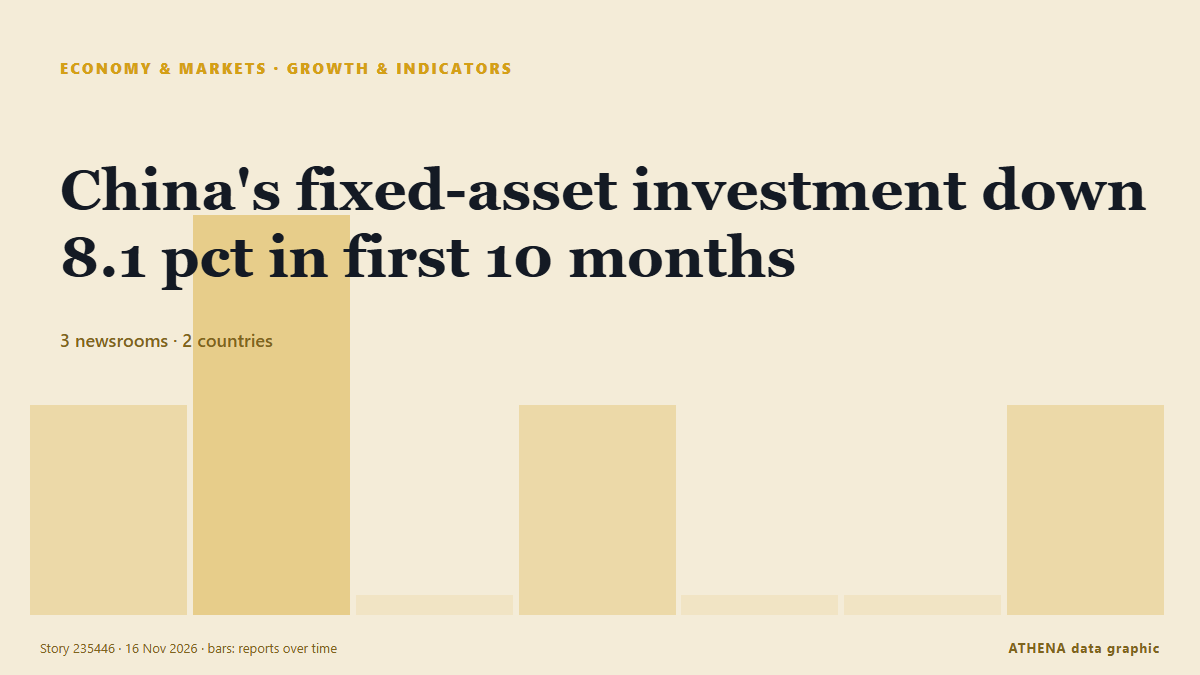 ECONOMY & MARKETS · GROWTH & INDICATORS
China's fixed-asset investment down
8.1 pct in first 10 months
3 newsrooms · 2 countries
Story 235446 · 16 Nov 2026 · bars: reports over time
ATHENA data graphic